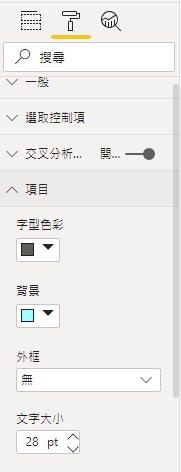 搜尋
一般
選取控制項
交叉分析... 開...
項目
字型色彩
背景
外框
無
文字大小
28 pt